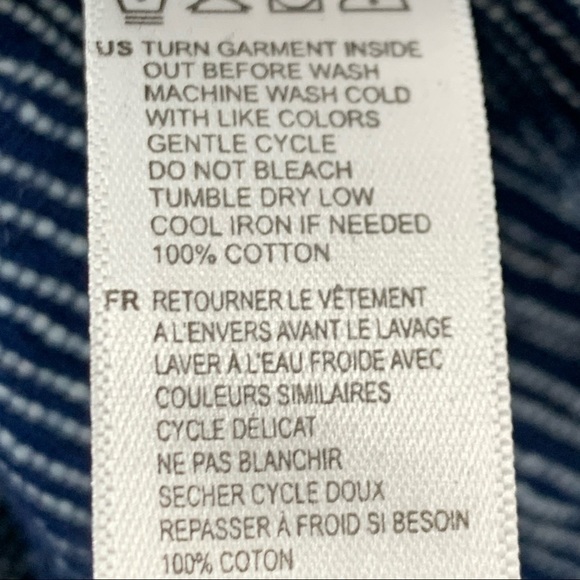 US TURN GARMENT INSIDE
OUT BEFORE WASH
MACHINE WASH COLD
WITH LIKE COLORS
GENTLE CYCLE
DO NOT BLEACH
TUMBLE DRY LOW
COOL IRON IF NEEDED
100% COTTON
FR RETOURNER LE VÊTEMENT
A L'ENVERS AVANT LE LAVAGE
LAVER À L'EAU FROIDE AVEC
COULEURS SIMILAIRES
CYCLE DÉLICAT
NE PAS BLANCHIR
SECHER CYCLE DOUX
REPASSER À FROID SI BESOIN
100% COTON